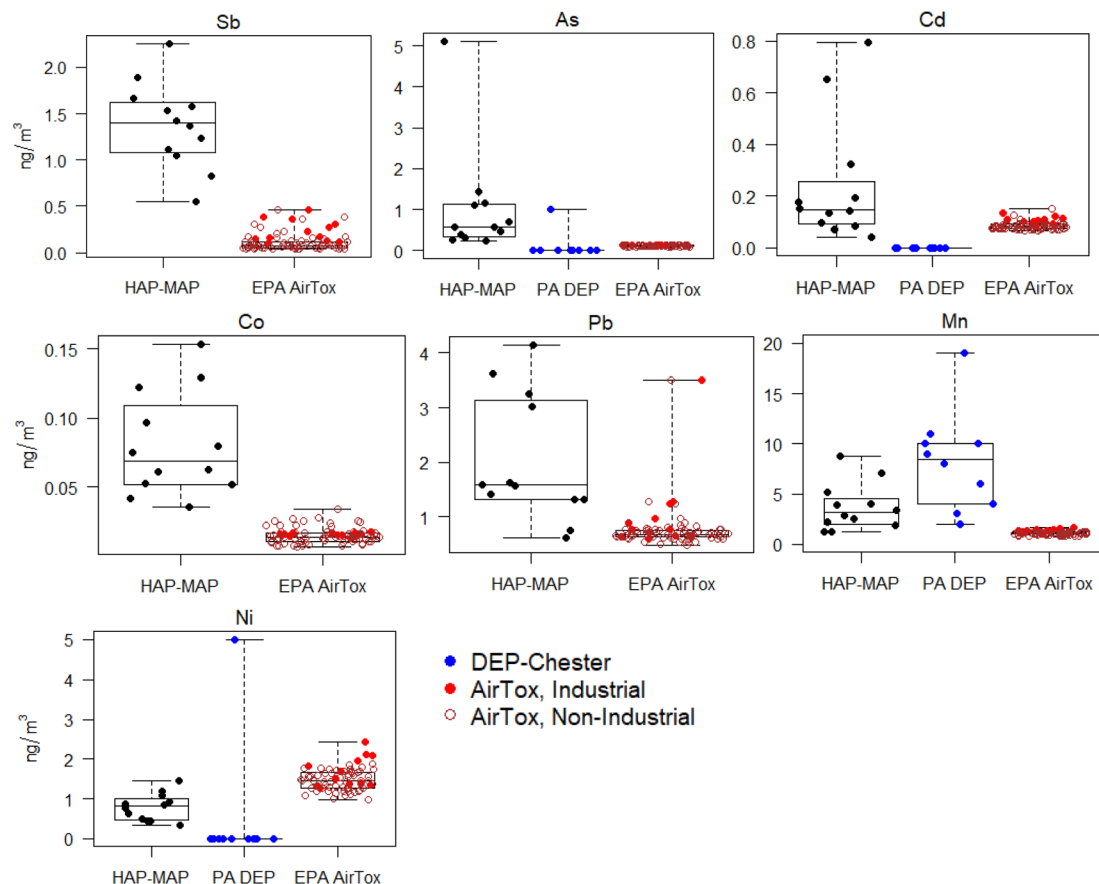 Sb
As
Cd
ng/m³
2.0
1.5
1.0
0.5
0.0
5
4
3
2
1
0
0.8
0.6
0.4
0.2
0.0
HAP-MAP EPA AirTox
HAP-MAP PA DEP EPA AirTox
HAP-MAP PA DEP EPA AirTox
Co
Pb
Mn
ng/m³
0.15
0.10
0.05
4
3
2
1
20
15
10
5
0
HAP-MAP EPA AirTox
HAP-MAP EPA AirTox
HAP-MAP PA DEP EPA AirTox
Ni
ng/m³
5
4
3
2
1
0
HAP-MAP PA DEP EPA AirTox
DEP-Chester
AirTox, Industrial
AirTox, Non-Industrial